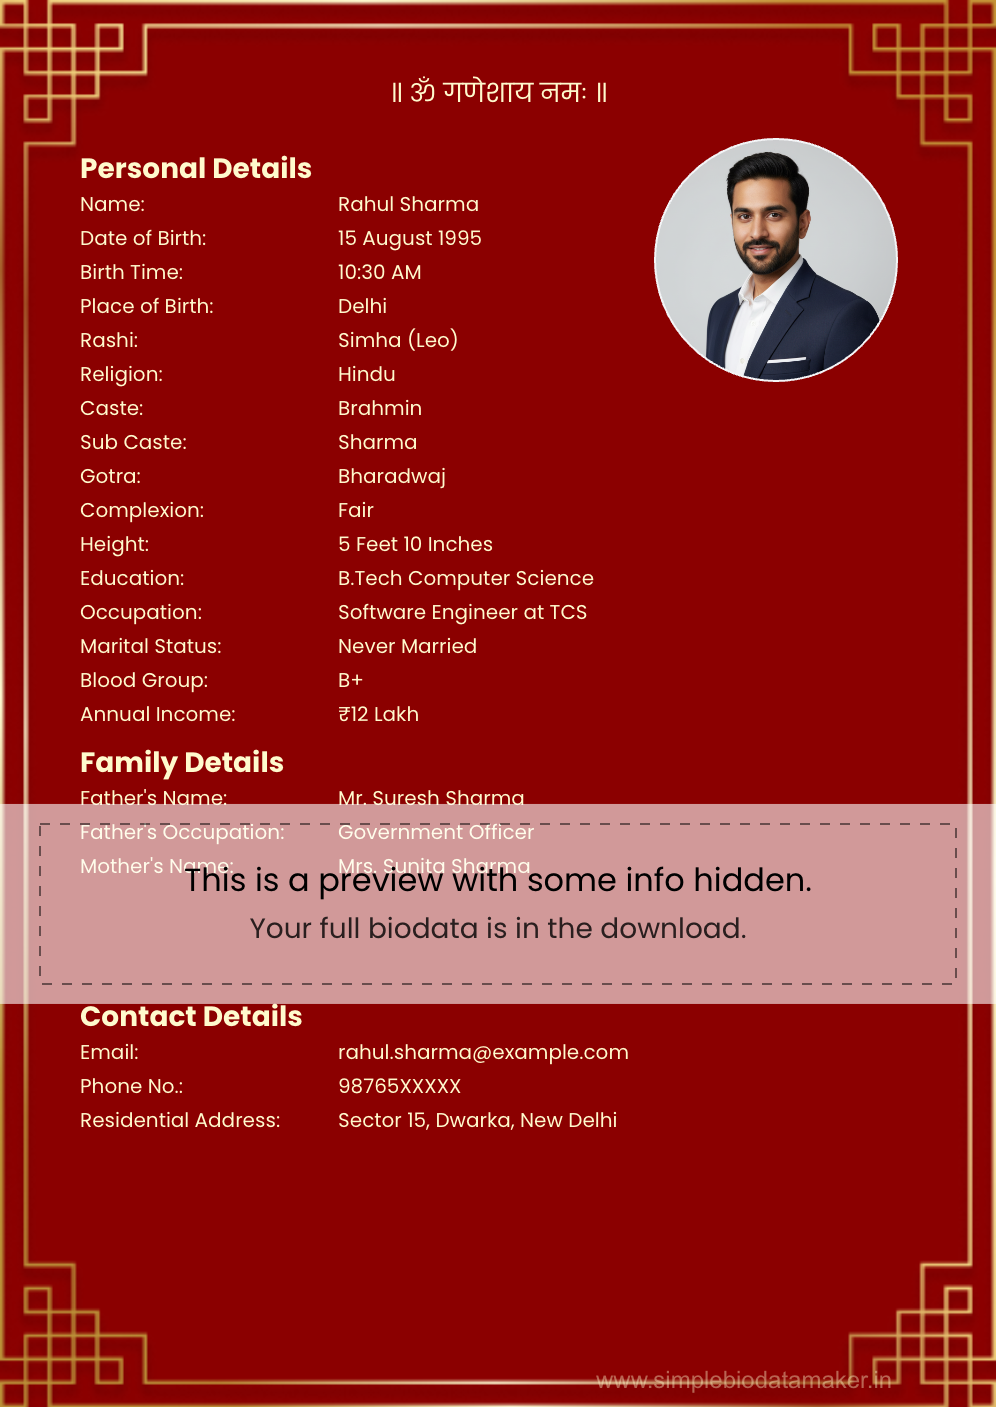 ॥ ॐ गणेशाय नमः ॥
Personal Details
Name: Rahul Sharma
Date of Birth: 15 August 1995
Birth Time: 10:30 AM
Place of Birth: Delhi
Rashi: Simha (Leo)
Religion: Hindu
Caste: Brahmin
Sub Caste: Sharma
Gotra: Bharadwaj
Complexion: Fair
Height: 5 Feet 10 Inches
Education: B.Tech Computer Science
Occupation: Software Engineer at TCS
Marital Status: Never Married
Blood Group: B+
Annual Income: ₹12 Lakh
Family Details
Father's Name: Mr. Suresh Sharma
Father's Occupation: Government Officer
Mother's Name: Mrs. Sunita Sharma
This is a preview with some info hidden.
Your full biodata is in the download.
Contact Details
Email: rahul.sharma@example.com
Phone No.: 98765XXXXX
Residential Address: Sector 15, Dwarka, New Delhi
www.simplebiodatamaker.in